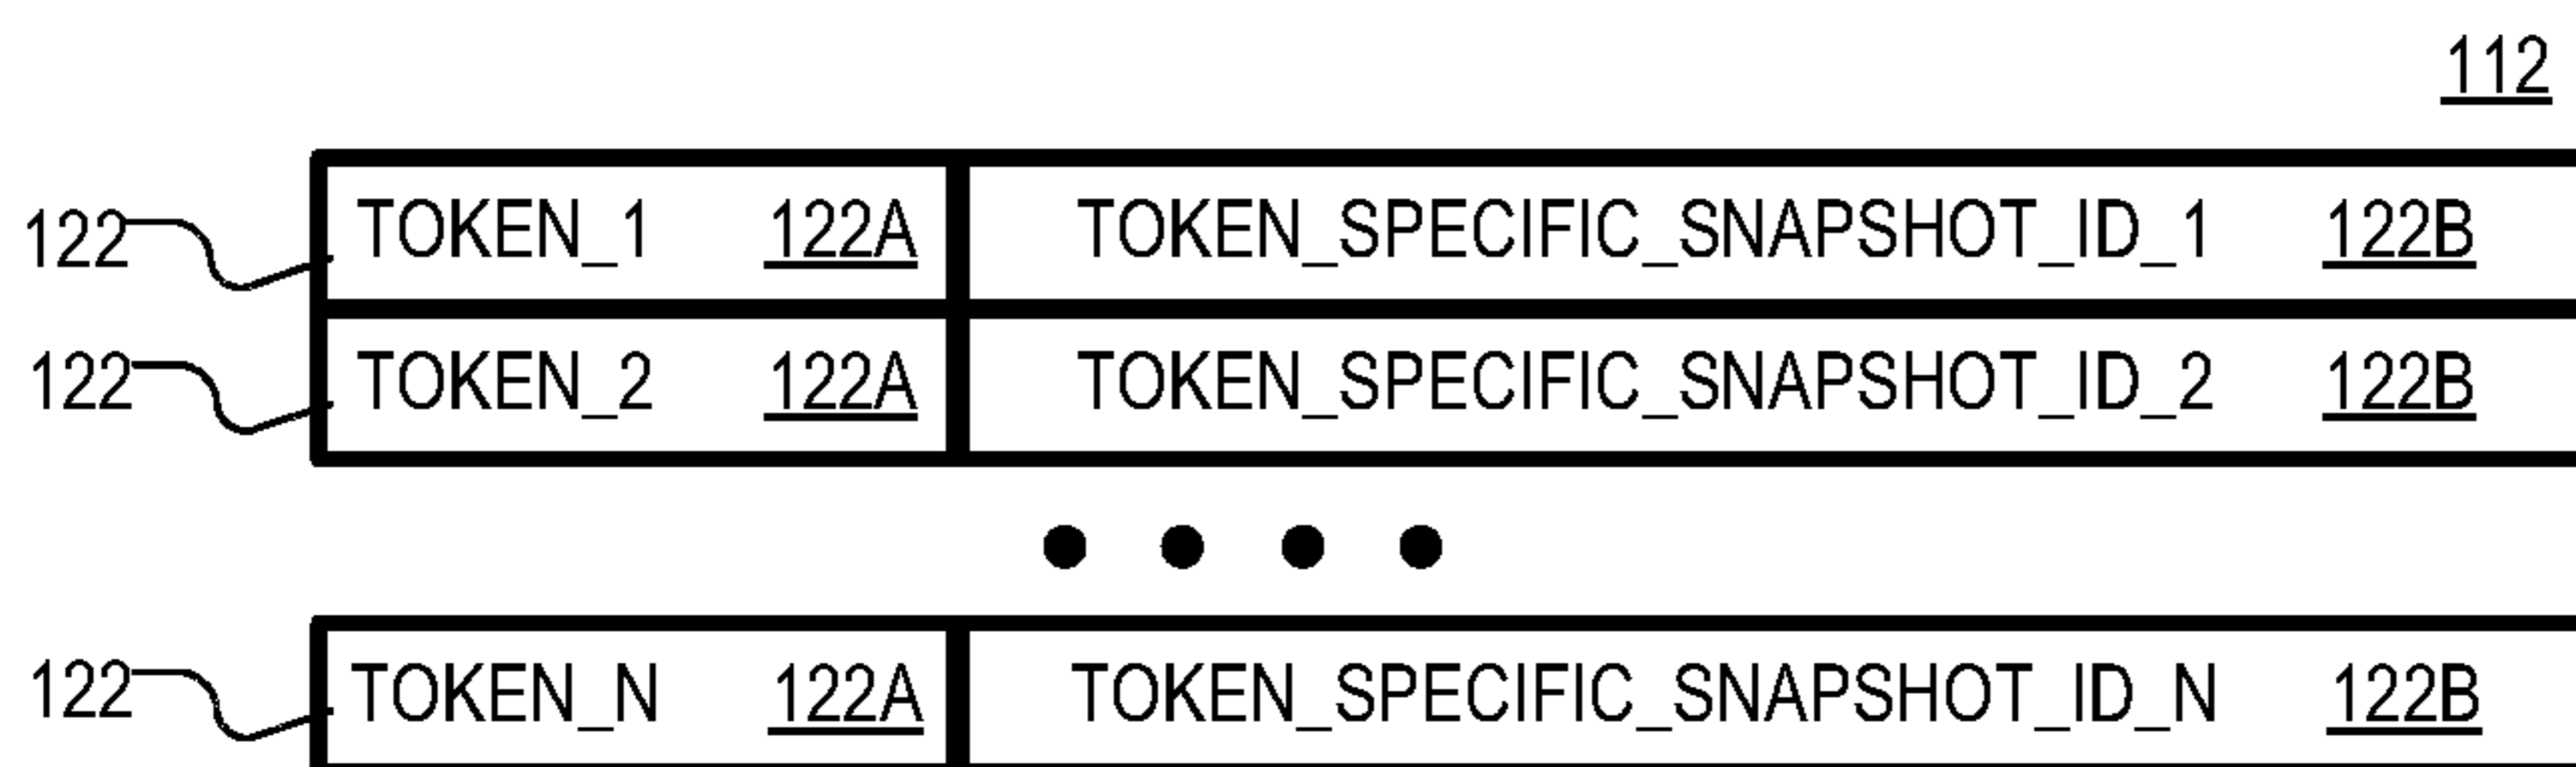 112
122 TOKEN_1 122A TOKEN_SPECIFIC_SNAPSHOT_ID_1 122B
122 TOKEN_2 122A TOKEN_SPECIFIC_SNAPSHOT_ID_2 122B
122 TOKEN_N 122A TOKEN_SPECIFIC_SNAPSHOT_ID_N 122B